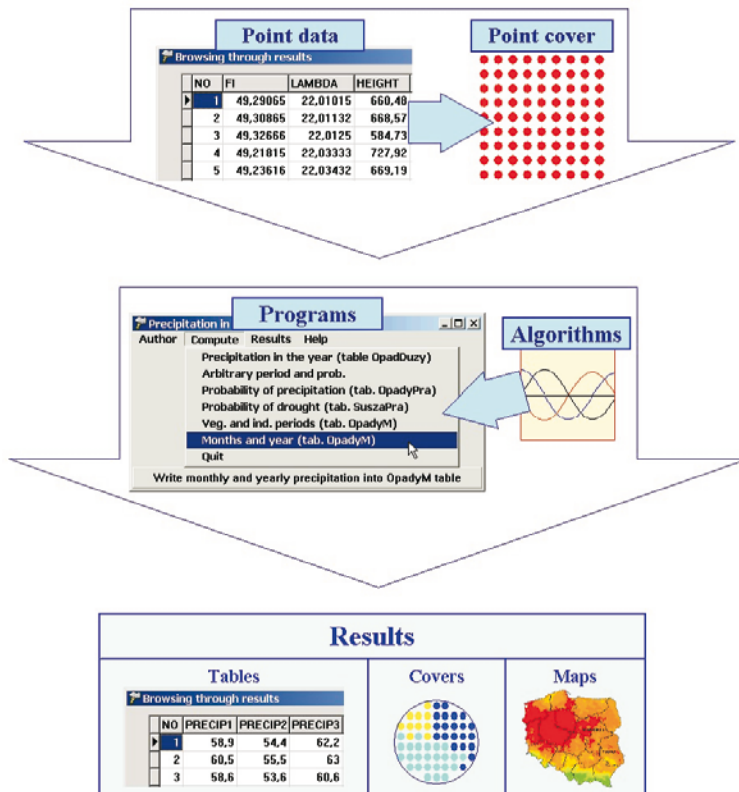 Point data
Point cover
Browsing through results
NO FI LAMBDA HEIGHT
1 49,29065 22,01015 660,40
2 49,30865 22,01132 668,57
3 49,32666 22,0125 584,73
4 49,21815 22,03333 727,92
5 49,23616 22,03432 669,19
Programs
Precipitation in
Algorithms
Author Compute Results Help
Precipitation in the year (table OpadDuzy)
Arbitrary period and prob.
Probability of precipitation (tab. OpadyPra)
Probability of drought (tab. SuszaPra)
Veg. and ind. periods (tab. OpadyM)
Months and year (tab. OpadyM)
Quit
Write monthly and yearly precipitation into OpadyM table
Results
Tables
Covers
Maps
Browsing through results
NO PRECIP1 PRECIP2 PRECIP3
1 58,9 54,4 62,2
2 60,5 55,5 63
3 58,6 53,6 60,6